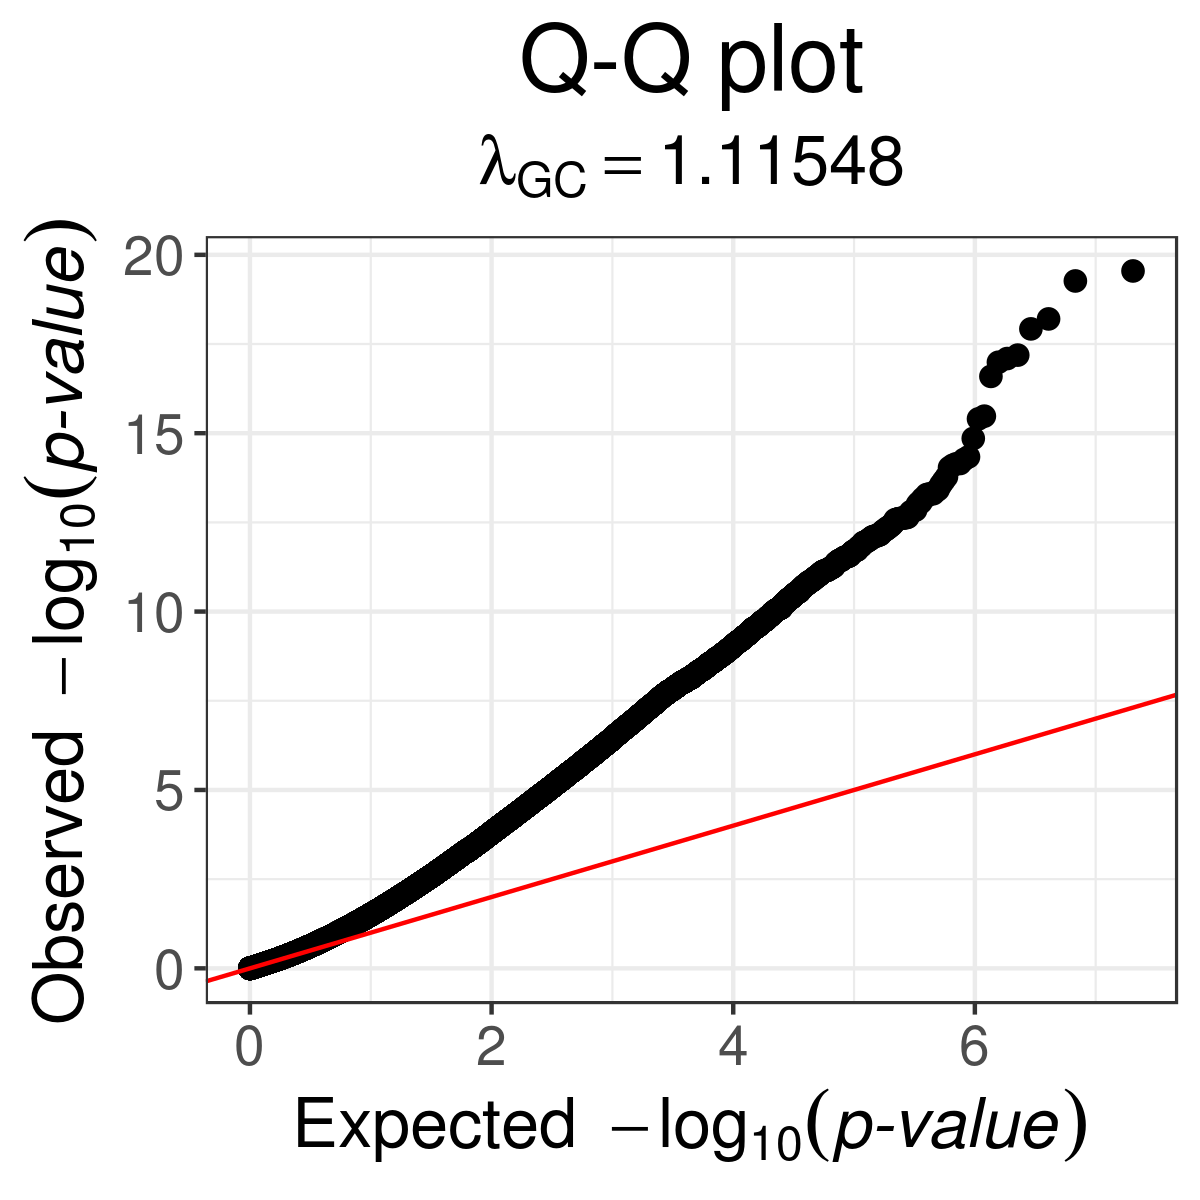 Q-Q plot
λGC = 1.11548
Observed −log10(p-value)
20
15
10
5
0
0 2 4 6
Expected −log10(p-value)